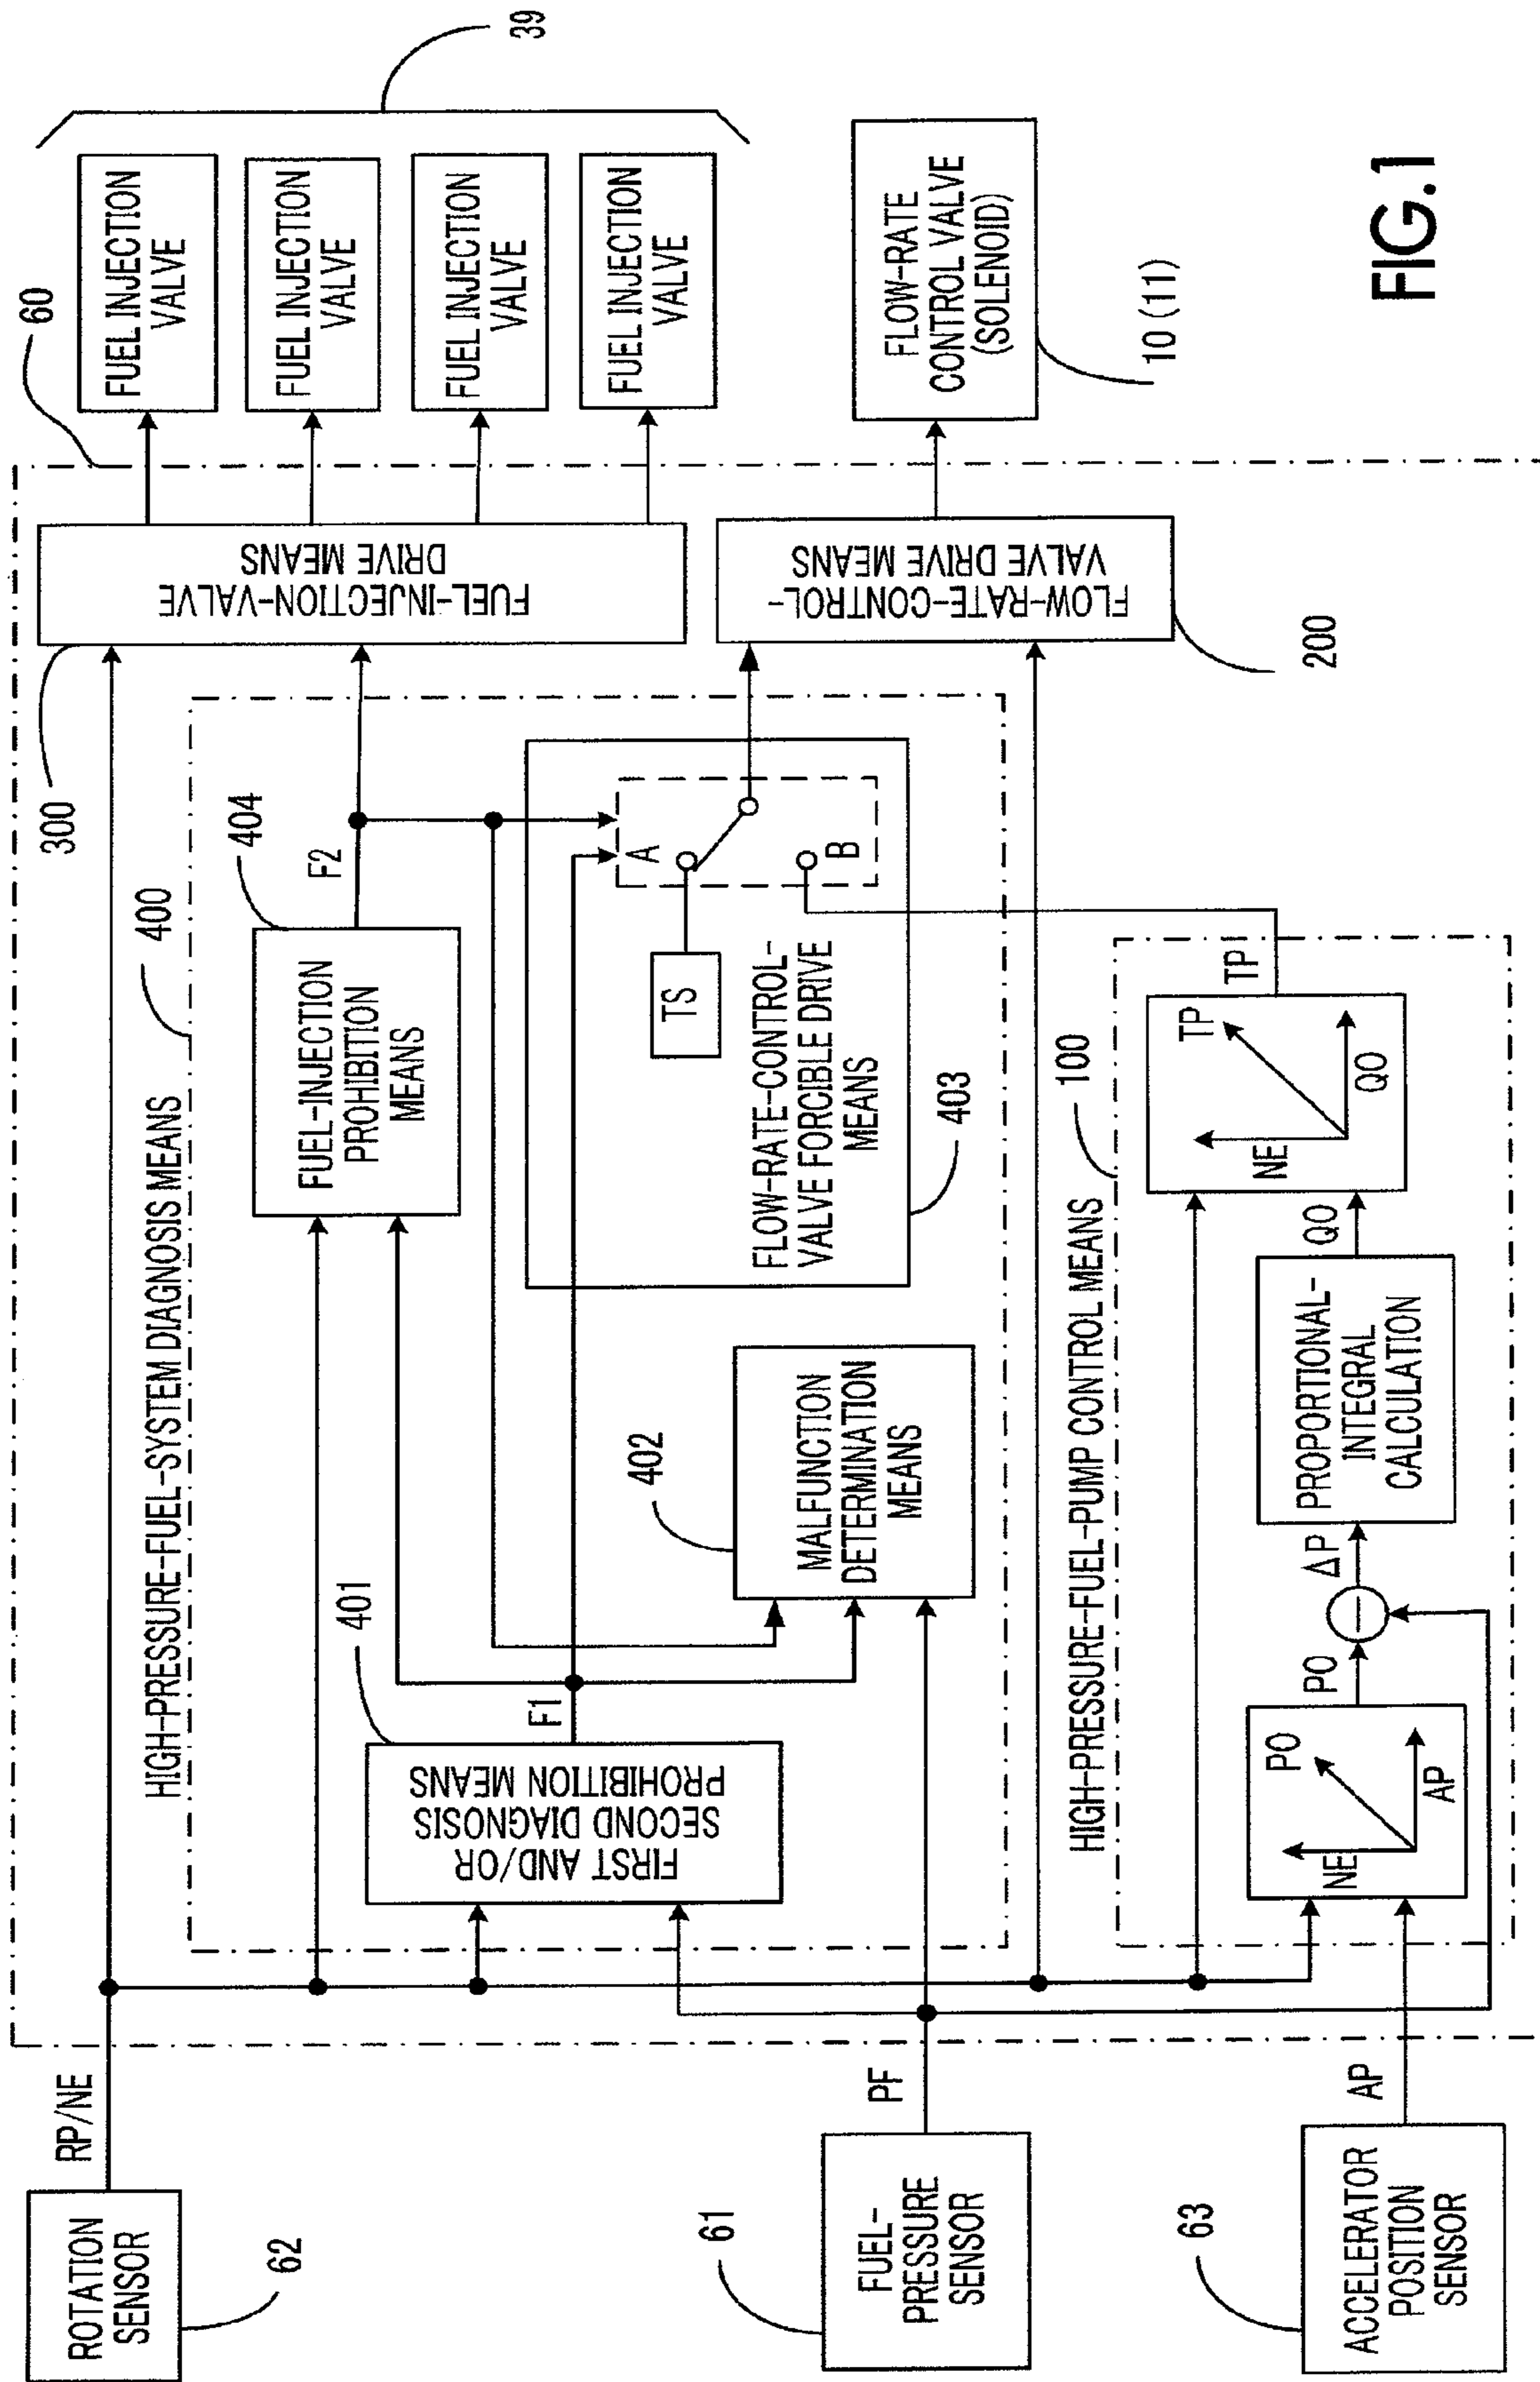 FIG.1
60
39
FUEL INJECTION
VALVE
FUEL INJECTION
VALVE
FUEL INJECTION
VALVE
FUEL INJECTION
VALVE
FLOW-RATE
CONTROL VALVE
(SOLENOID)
10 (11)
300
FUEL-INJECTION-VALVE
DRIVE MEANS
FLOW-RATE-CONTROL-
VALVE DRIVE MEANS
200
HIGH-PRESSURE-FUEL-SYSTEM DIAGNOSIS MEANS
400
404
FUEL-INJECTION
PROHIBITION
MEANS
F2
A
B
TS
FLOW-RATE-CONTROL-
VALVE FORCIBLE DRIVE
MEANS
403
401
FIRST AND/OR
SECOND DIAGNOSIS
PROHIBITION MEANS
F1
402
MALFUNCTION
DETERMINATION
MEANS
HIGH-PRESSURE-FUEL-PUMP CONTROL MEANS
100
NE
PO
AP
PO
ΔP
PROPORTIONAL-
INTEGRAL
CALCULATION
QO
NE
TP
QO
TP
ROTATION
SENSOR
62
RP/NE
FUEL-
PRESSURE
SENSOR
61
PF
ACCELERATOR
POSITION
SENSOR
63
AP